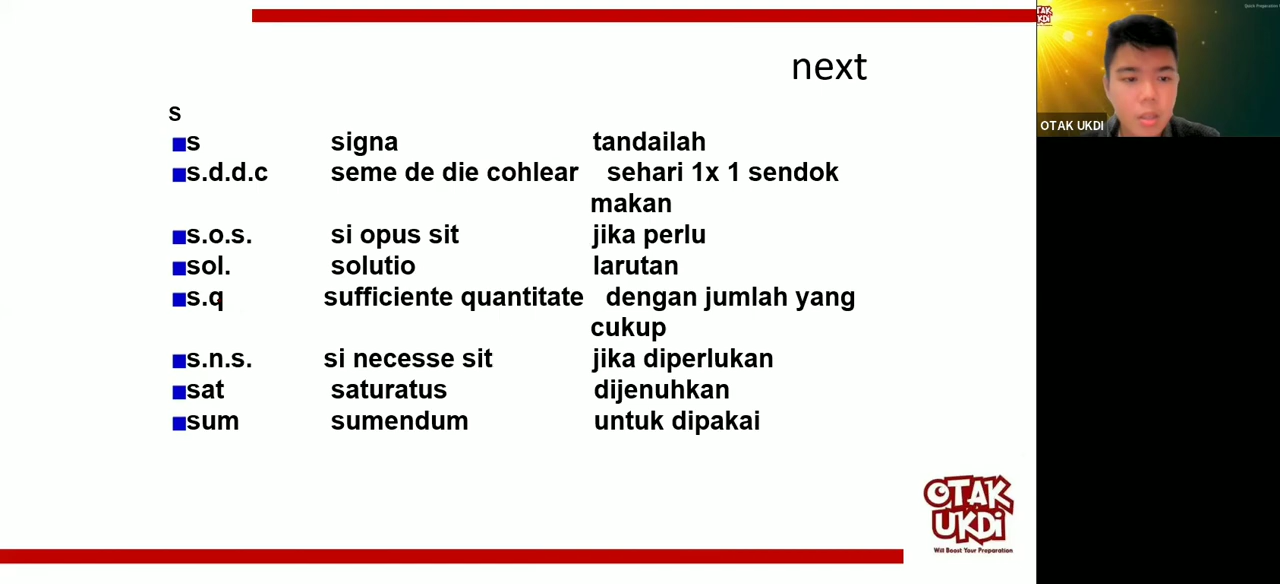 next
s
s signa tandailah
s.d.d.c seme de die cohlear sehari 1x 1 sendok
makan
s.o.s. si opus sit jika perlu
sol. solutio larutan
s.q sufficiente quantitate dengan jumlah yang
cukup
s.n.s. si necesse sit jika diperlukan
sat saturatus dijenuhkan
sum sumendum untuk dipakai
OTAK
UKDI
Will Boost Your Preparation
OTAK UKDI